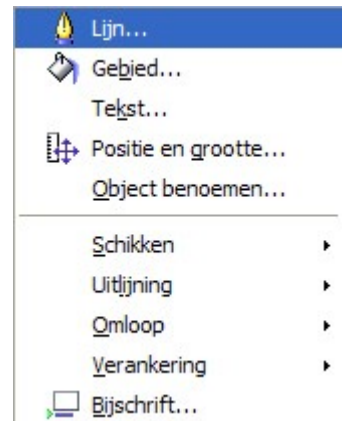 Lijn...
Gebied...
Tekst...
Positie en grootte...
Object benoemen...
Schikken
Uitlijning
Omloop
Verankering
Bijschrift...